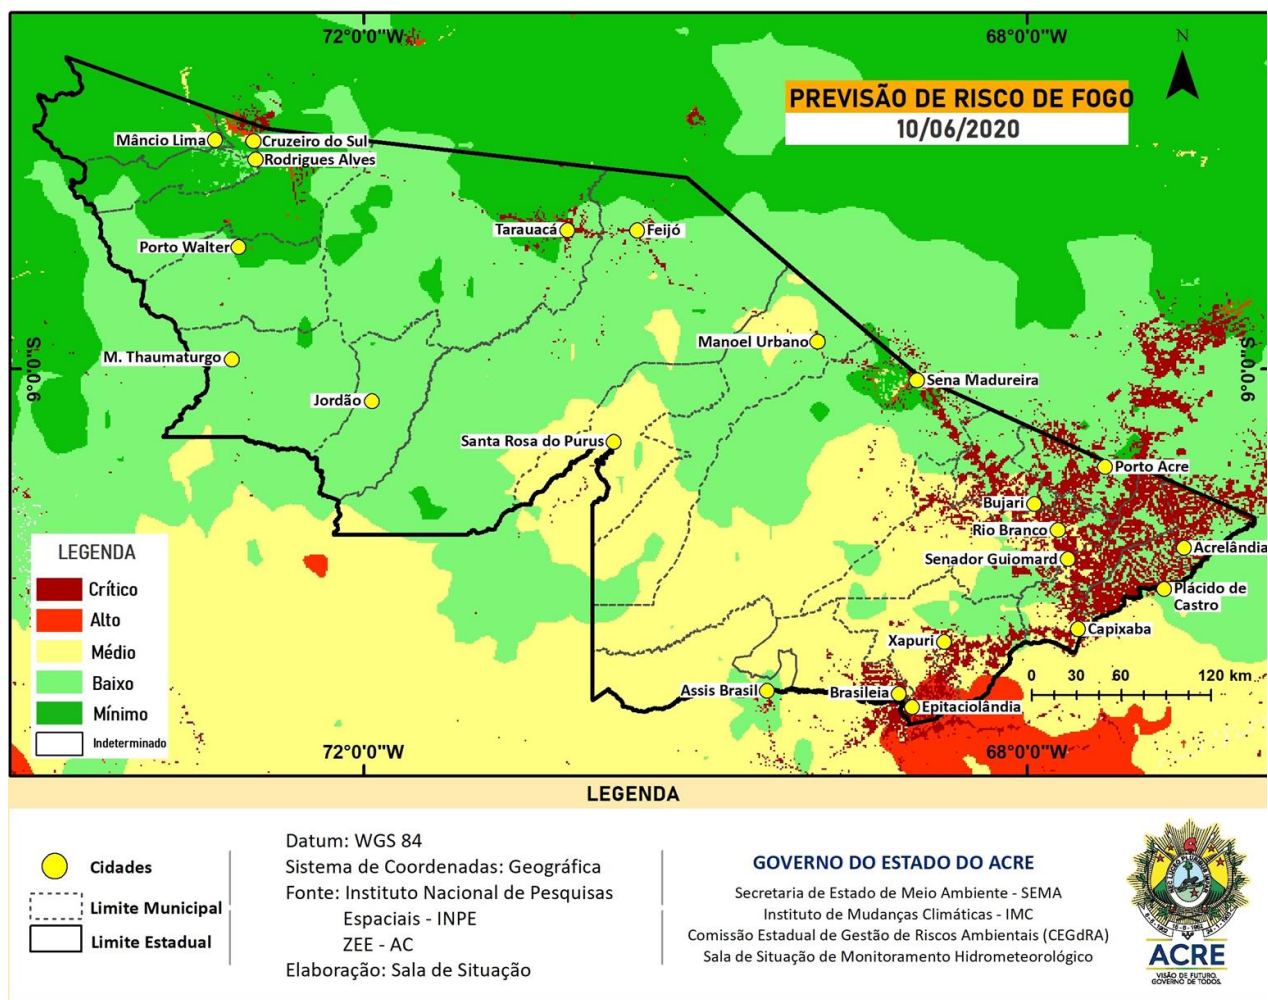 72°0'0"W
68°0'0"W
N
PREVISÃO DE RISCO DE FOGO
10/06/2020
Mâncio Lima
Cruzeiro do Sul
Rodrigues Alves
Porto Walter
Tarauacá
Feijó
M. Thaumaturgo
Jordão
Manoel Urbano
Sena Madureira
Santa Rosa do Purus
Porto Acre
Bujari
Rio Branco
Senador Guiomard
Acrelândia
Plácido de
Castro
Capixaba
Xapuri
Assis Brasil
Brasileia
Epitaciolândia
9°0'0"S
9°0'0"S
LEGENDA
Crítico
Alto
Médio
Baixo
Mínimo
Indeterminado
0 30 60 120 km
72°0'0"W
68°0'0"W
LEGENDA
Cidades
Limite Municipal
Limite Estadual
Datum: WGS 84
Sistema de Coordenadas: Geográfica
Fonte: Instituto Nacional de Pesquisas
Espaciais - INPE
ZEE - AC
Elaboração: Sala de Situação
GOVERNO DO ESTADO DO ACRE
Secretaria de Estado de Meio Ambiente - SEMA
Instituto de Mudanças Climáticas - IMC
Comissão Estadual de Gestão de Riscos Ambientais (CEGdRA)
Sala de Situação de Monitoramento Hidrometeorológico
ACRE
VISÃO DE FUTURO.
GOVERNO DE TODOS.